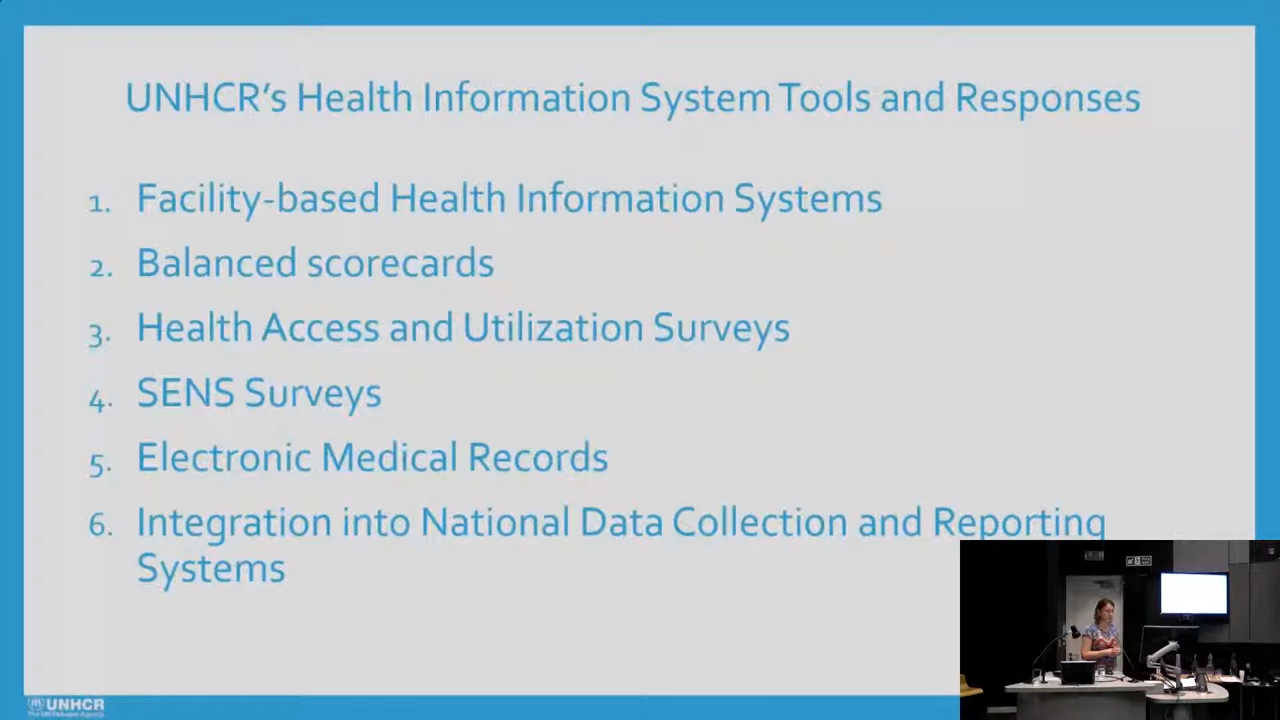 UNHCR's Health Information System Tools and Responses
1. Facility-based Health Information Systems
2. Balanced scorecards
3. Health Access and Utilization Surveys
4. SENS Surveys
5. Electronic Medical Records
6. Integration into National Data Collection and Reporting
Systems
UNHCR
The UN Refugee Agency